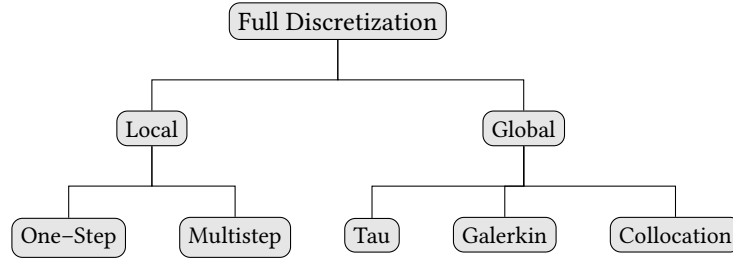 Full Discretization
Local
Global
One–Step
Multistep
Tau
Galerkin
Collocation